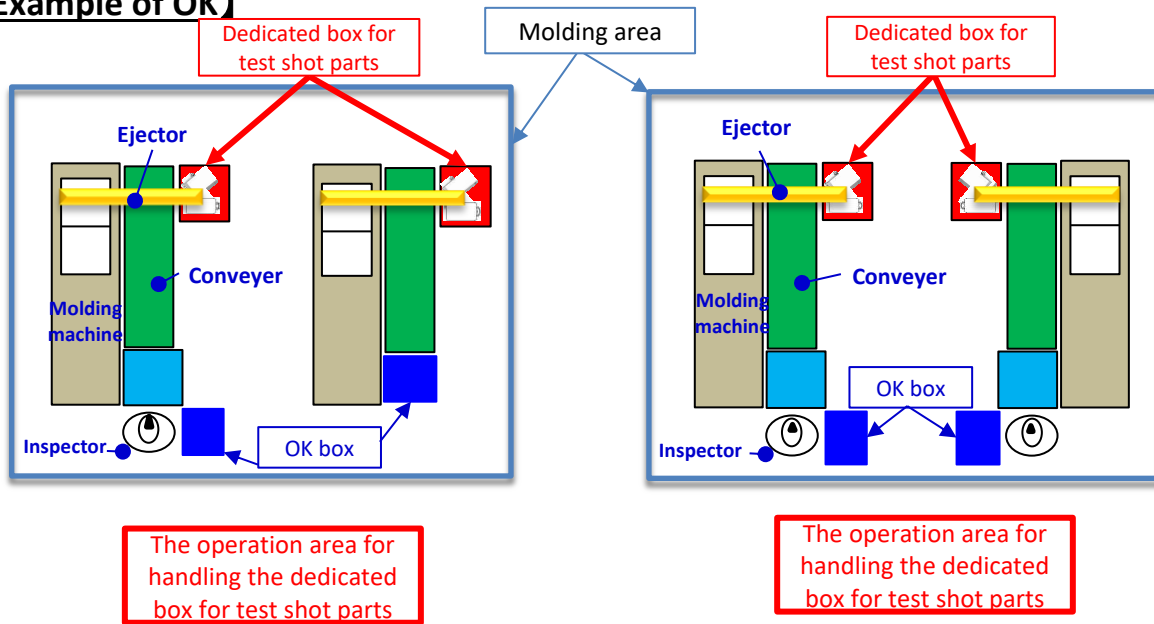 Example of OK】
Dedicated box for
test shot parts
Molding area
Dedicated box for
test shot parts
Ejector
Conveyer
Molding
machine
Inspector
OK box
Ejector
Conveyer
Molding
machine
OK box
Inspector
The operation area for
handling the dedicated
box for test shot parts
The operation area for
handling the dedicated
box for test shot parts